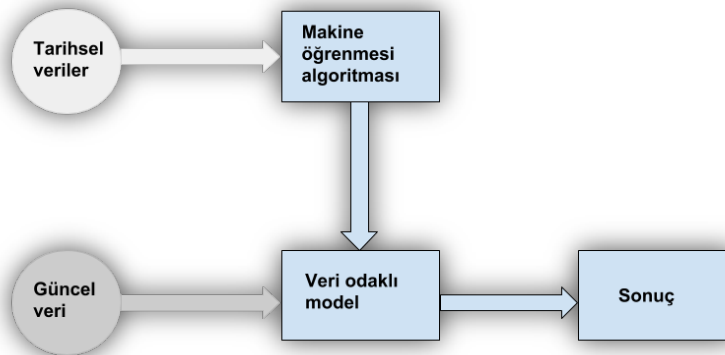 Tarihsel
veriler
Makine
öğrenmesi
algoritması
Güncel
veri
Veri odaklı
model
Sonuç